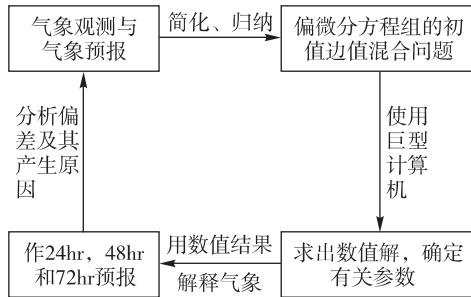 气象观测与
气象预报
简化、归纳
偏微分方程组的初
值边值混合问题
分析偏
差及其
产生原
因
使用
巨型
计算
机
作24hr，48hr
和72hr预报
用数值结果
解释气象
求出数值解，确定
有关参数